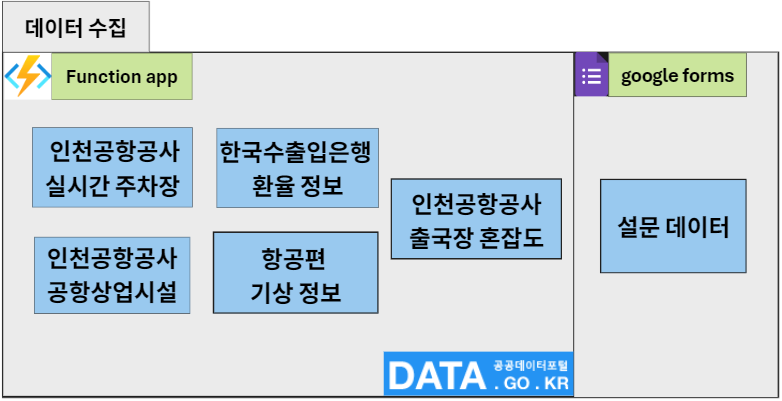 데이터 수집
Function app
google forms
인천공항공사
실시간 주차장
한국수출입은행
환율 정보
인천공항공사
출국장 혼잡도
인천공항공사
공항상업시설
항공편
기상 정보
설문 데이터
DATA 공공데이터포털
. GO . KR